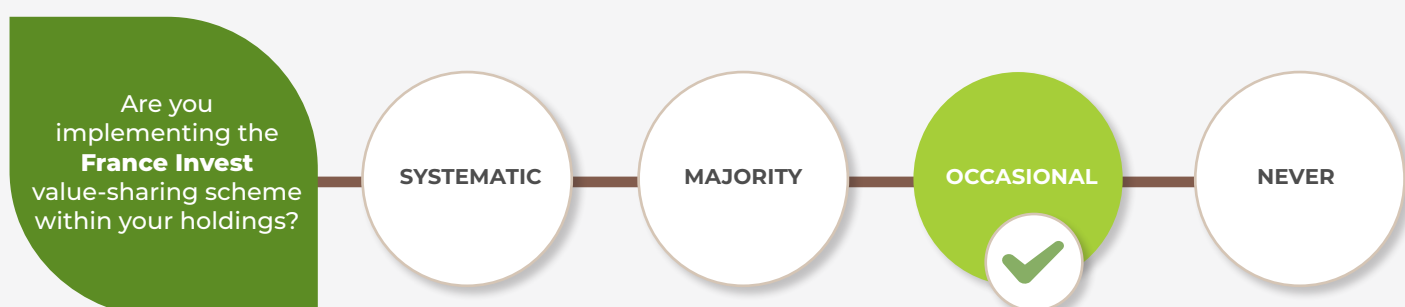 Are you
implementing the
France Invest
value-sharing scheme
within your holdings?
SYSTEMATIC
MAJORITY
OCCASIONAL
NEVER